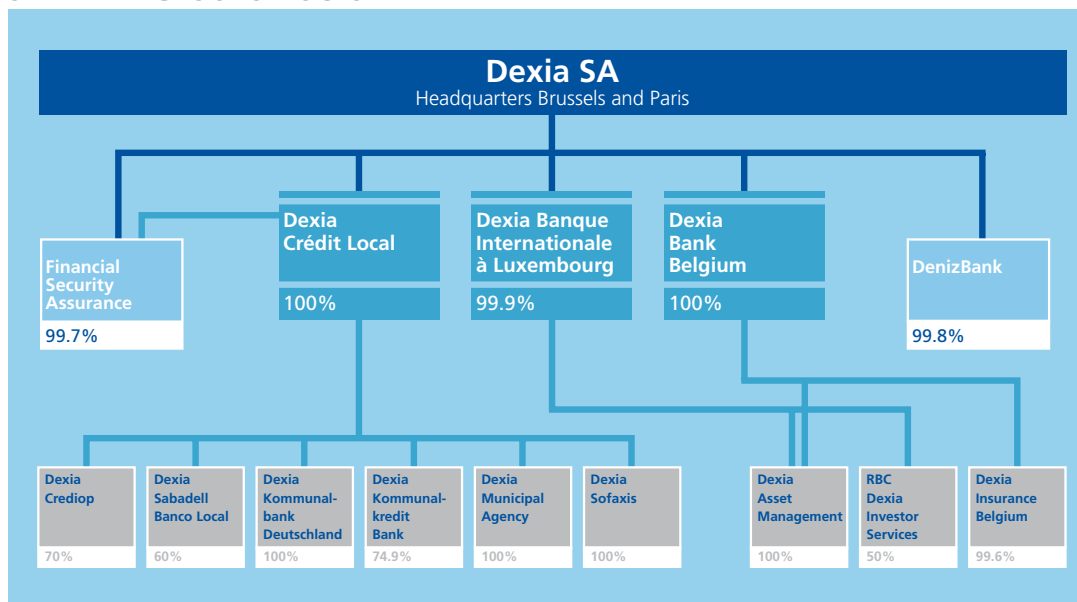 Dexia SA
Headquarters Brussels and Paris
Financial
Security
Assurance
99.7%
Dexia
Crédit Local
100%
Dexia Banque
Internationale
à Luxembourg
99.9%
Dexia
Bank
Belgium
100%
DenizBank
99.8%
Dexia
Crediop
70%
Dexia
Sabadell
Banco Local
60%
Dexia
Kommunal-
bank
Deutschland
100%
Dexia
Kommunal-
kredit
Bank
74.9%
Dexia
Municipal
Agency
100%
Dexia
Sofaxis
100%
Dexia
Asset
Management
100%
RBC
Dexia
Investor
Services
50%
Dexia
Insurance
Belgium
99.6%